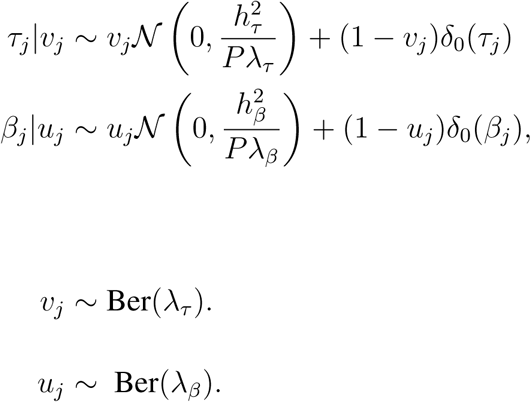 τ_j|v_j ∼ v_j𝒩(0, h_τ^2/(Pλ_τ)) + (1 − v_j)δ_0(τ_j)
β_j|u_j ∼ u_j𝒩(0, h_β^2/(Pλ_β)) + (1 − u_j)δ_0(β_j),
v_j ∼ Ber(λ_τ).
u_j ∼ Ber(λ_β).